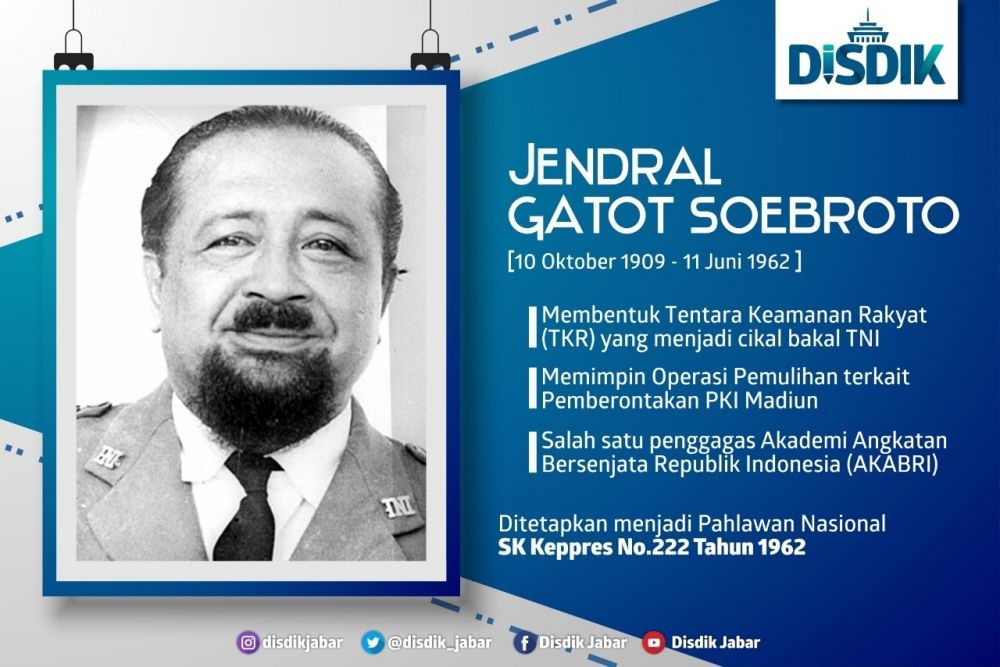 DISDIK
JENDRAL
GATOT SOEBROTO
[10 Oktober 1909 - 11 Juni 1962 ]
Membentuk Tentara Keamanan Rakyat
(TKR) yang menjadi cikal bakal TNI
Memimpin Operasi Pemulihan terkait
Pemberontakan PKI Madiun
Salah satu penggagas Akademi Angkatan
Bersenjata Republik Indonesia (AKABRI)
Ditetapkan menjadi Pahlawan Nasional
SK Keppres No.222 Tahun 1962
TNI
disdikjabar @disdik_jabar Disdik Jabar Disdik Jabar